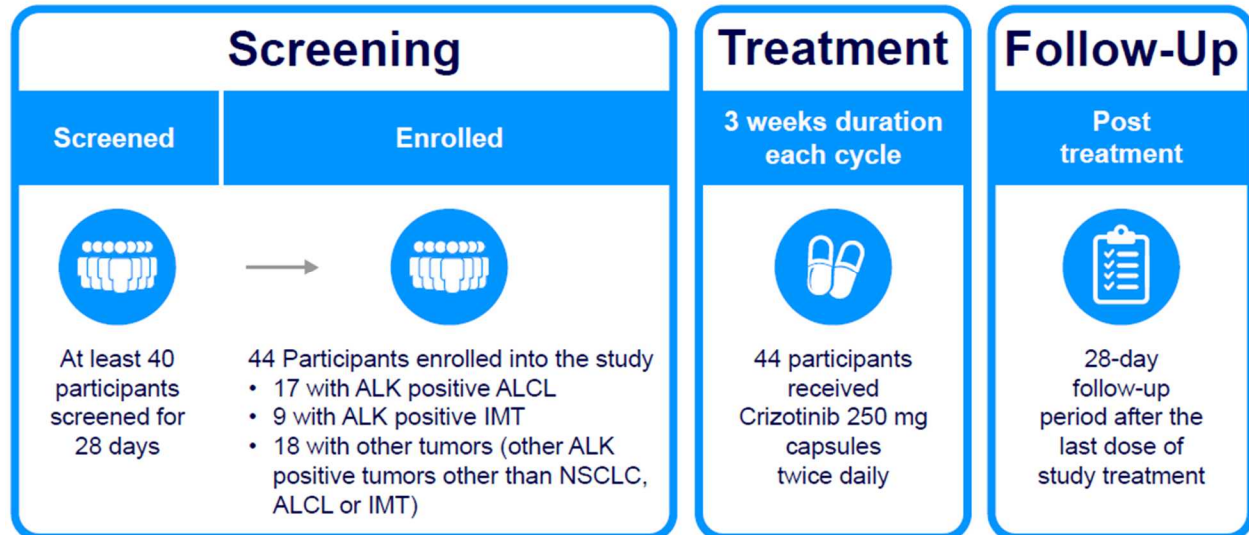 Screening
Screened
Enrolled
At least 40
participants
screened for
28 days
44 Participants enrolled into the study
• 17 with ALK positive ALCL
• 9 with ALK positive IMT
• 18 with other tumors (other ALK
positive tumors other than NSCLC,
ALCL or IMT)
Treatment
3 weeks duration
each cycle
44 participants
received
Crizotinib 250 mg
capsules
twice daily
Follow-Up
Post
treatment
28-day
follow-up
period after the
last dose of
study treatment